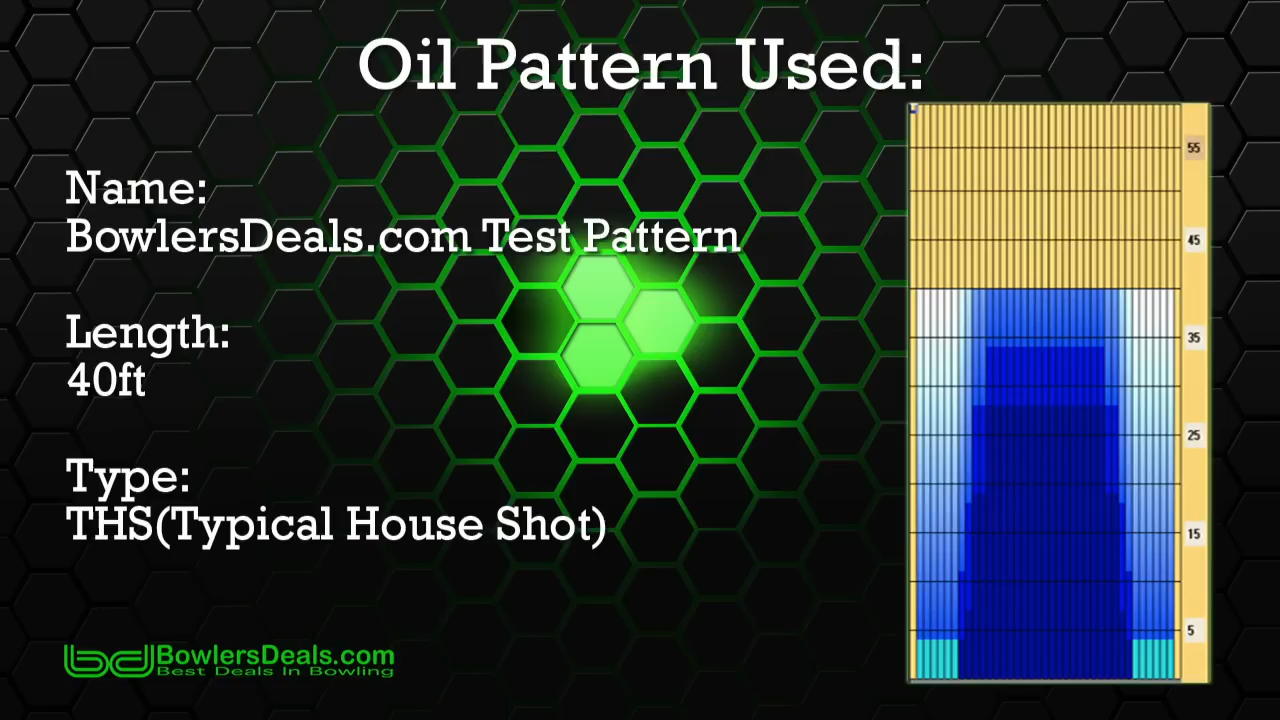 Oil Pattern Used:
Name:
BowlersDeals.com Test Pattern
Length:
40ft
Type:
THS(Typical House Shot)
55
45
35
25
15
5
bd BowlersDeals.com
Best Deals In Bowling